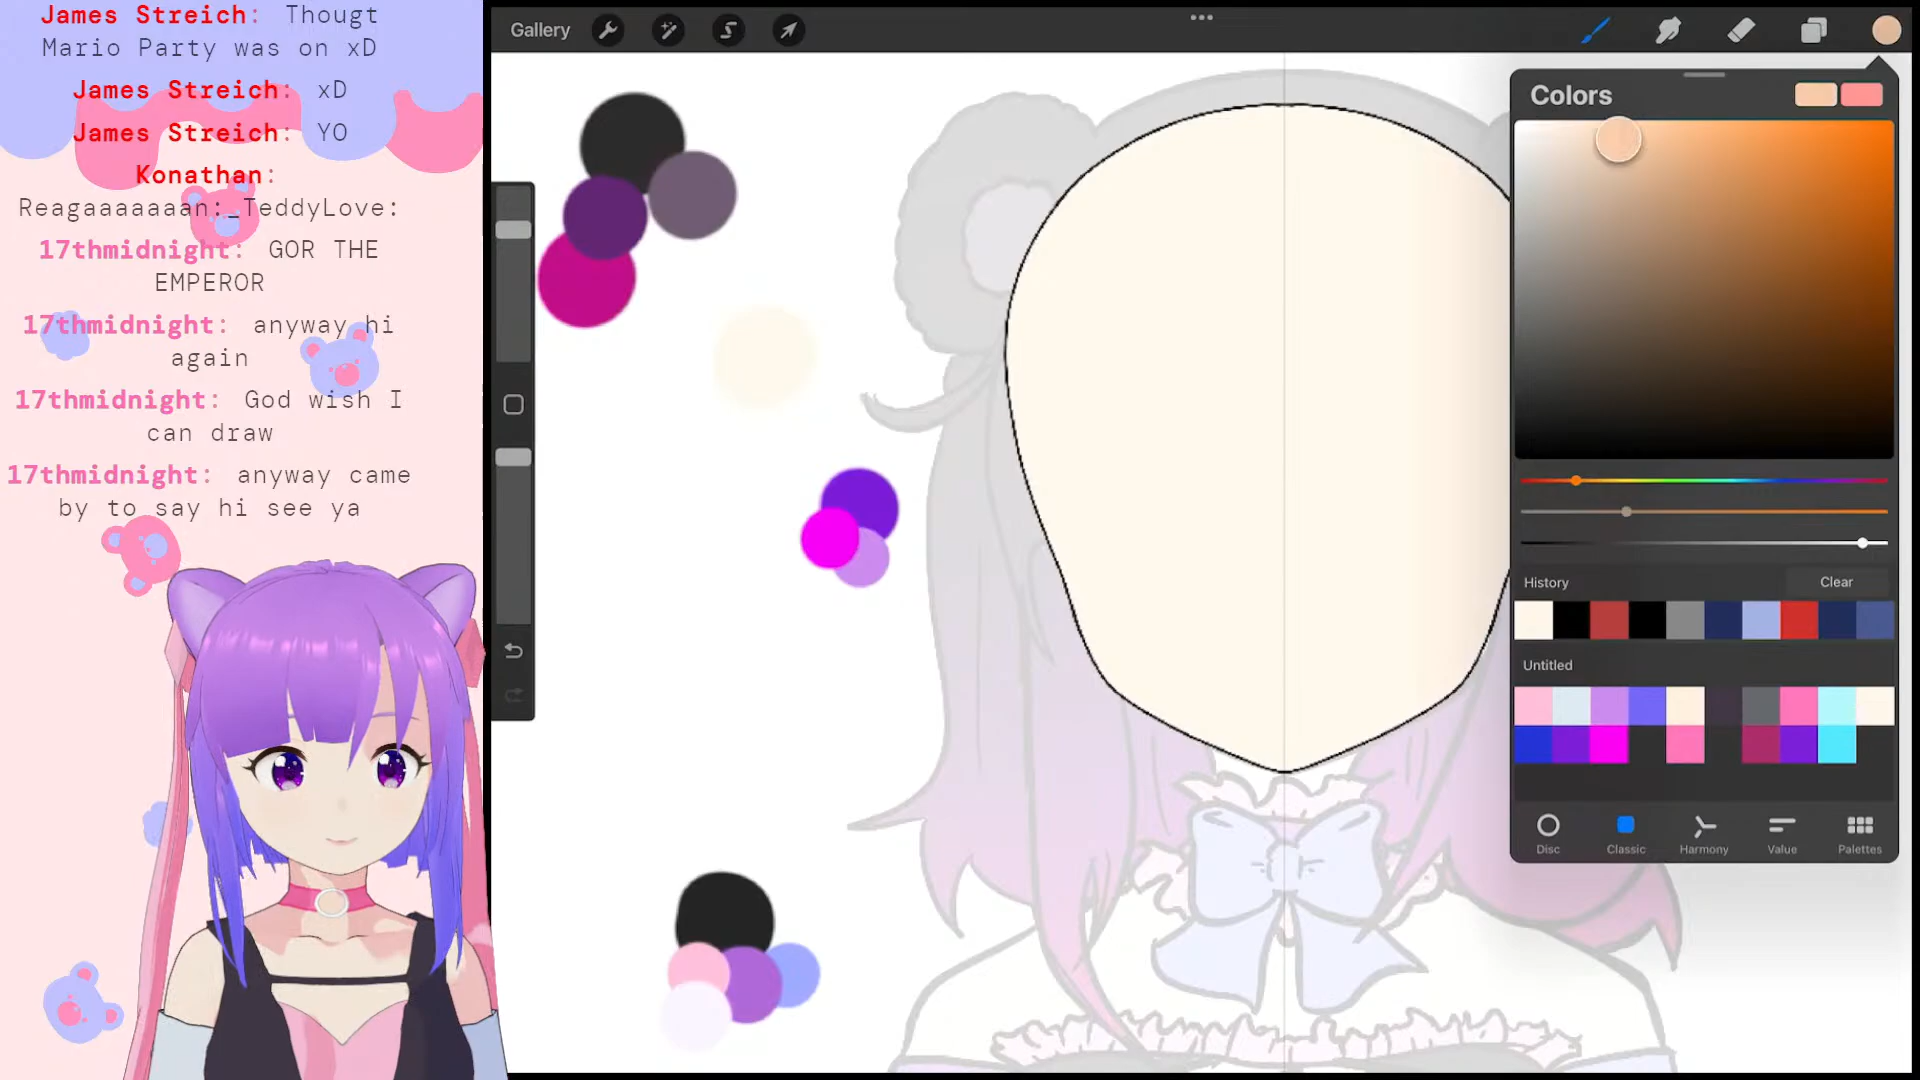 James Streich: Thougt
Mario Party was on xD
James Streich: xD
James Streich: YO
Konathan:
Reagaaaaaaan:_TeddyLove:
17thmidnight: GOR THE
EMPEROR
17thmidnight: anyway hi
again
17thmidnight: God wish I
can draw
17thmidnight: anyway came
by to say hi see ya
Gallery
Colors
History
Clear
Untitled
Disc
Classic
Harmony
Value
Palettes